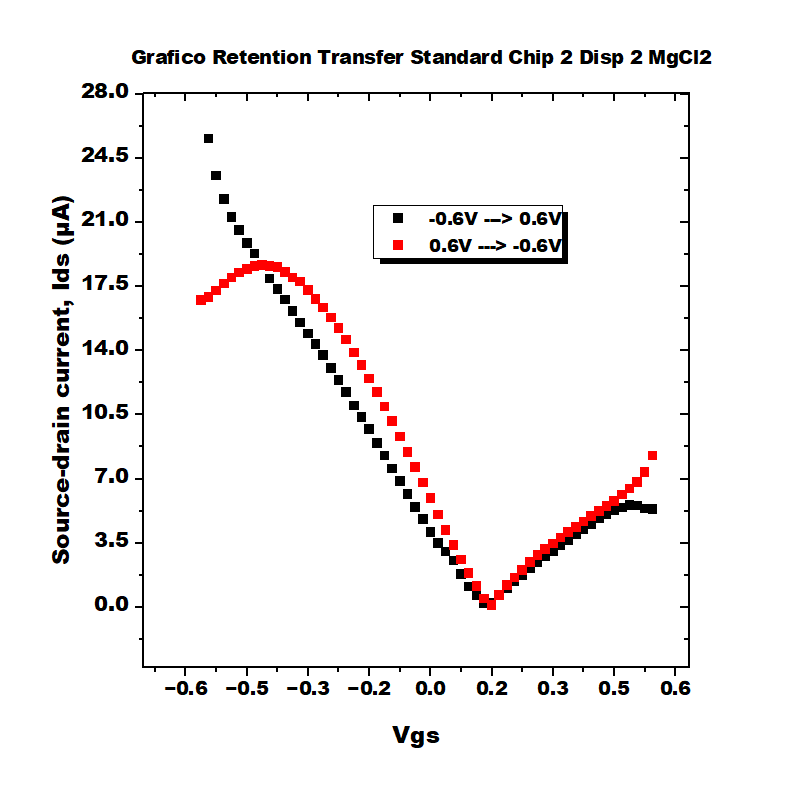 Grafico Retention Transfer Standard Chip 2 Disp 2 MgCl2
28.0
24.5
21.0
17.5
14.0
10.5
7.0
3.5
0.0
Source-drain current, Ids (µA)
-0.6V ---> 0.6V
0.6V ---> -0.6V
−0.6 −0.5 −0.3 −0.2 0.0 0.2 0.3 0.5 0.6
Vgs